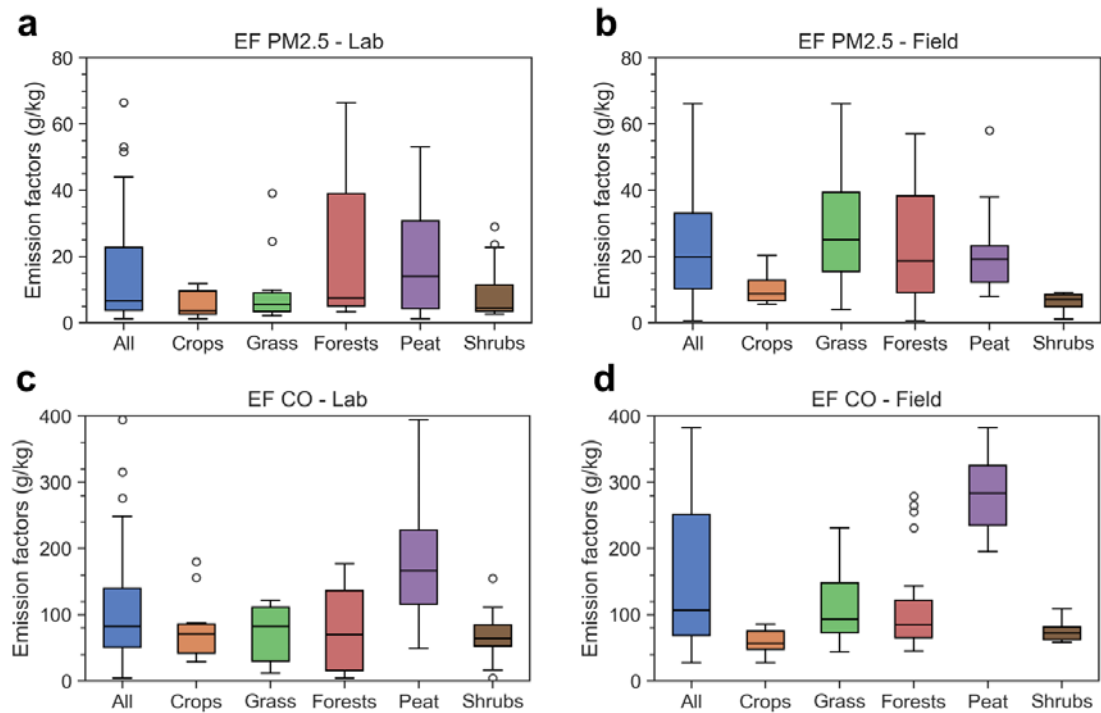 a
EF PM2.5 - Lab
Emission factors (g/kg)
80
60
40
20
0
All Crops Grass Forests Peat Shrubs
b
EF PM2.5 - Field
Emission factors (g/kg)
80
60
40
20
0
All Crops Grass Forests Peat Shrubs
c
EF CO - Lab
Emission factors (g/kg)
400
300
200
100
0
All Crops Grass Forests Peat Shrubs
d
EF CO - Field
Emission factors (g/kg)
400
300
200
100
0
All Crops Grass Forests Peat Shrubs